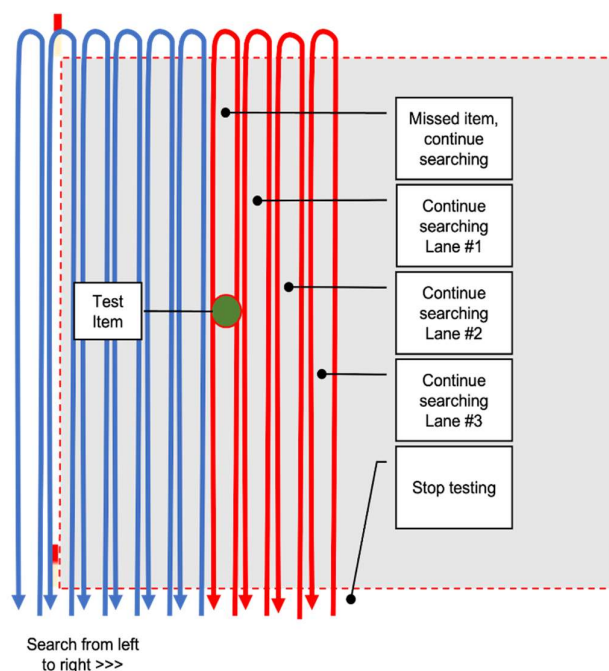 Missed item,
continue
searching
Continue
searching
Lane #1
Test
Item
Continue
searching
Lane #2
Continue
searching
Lane #3
Stop testing
Search from left
to right >>>